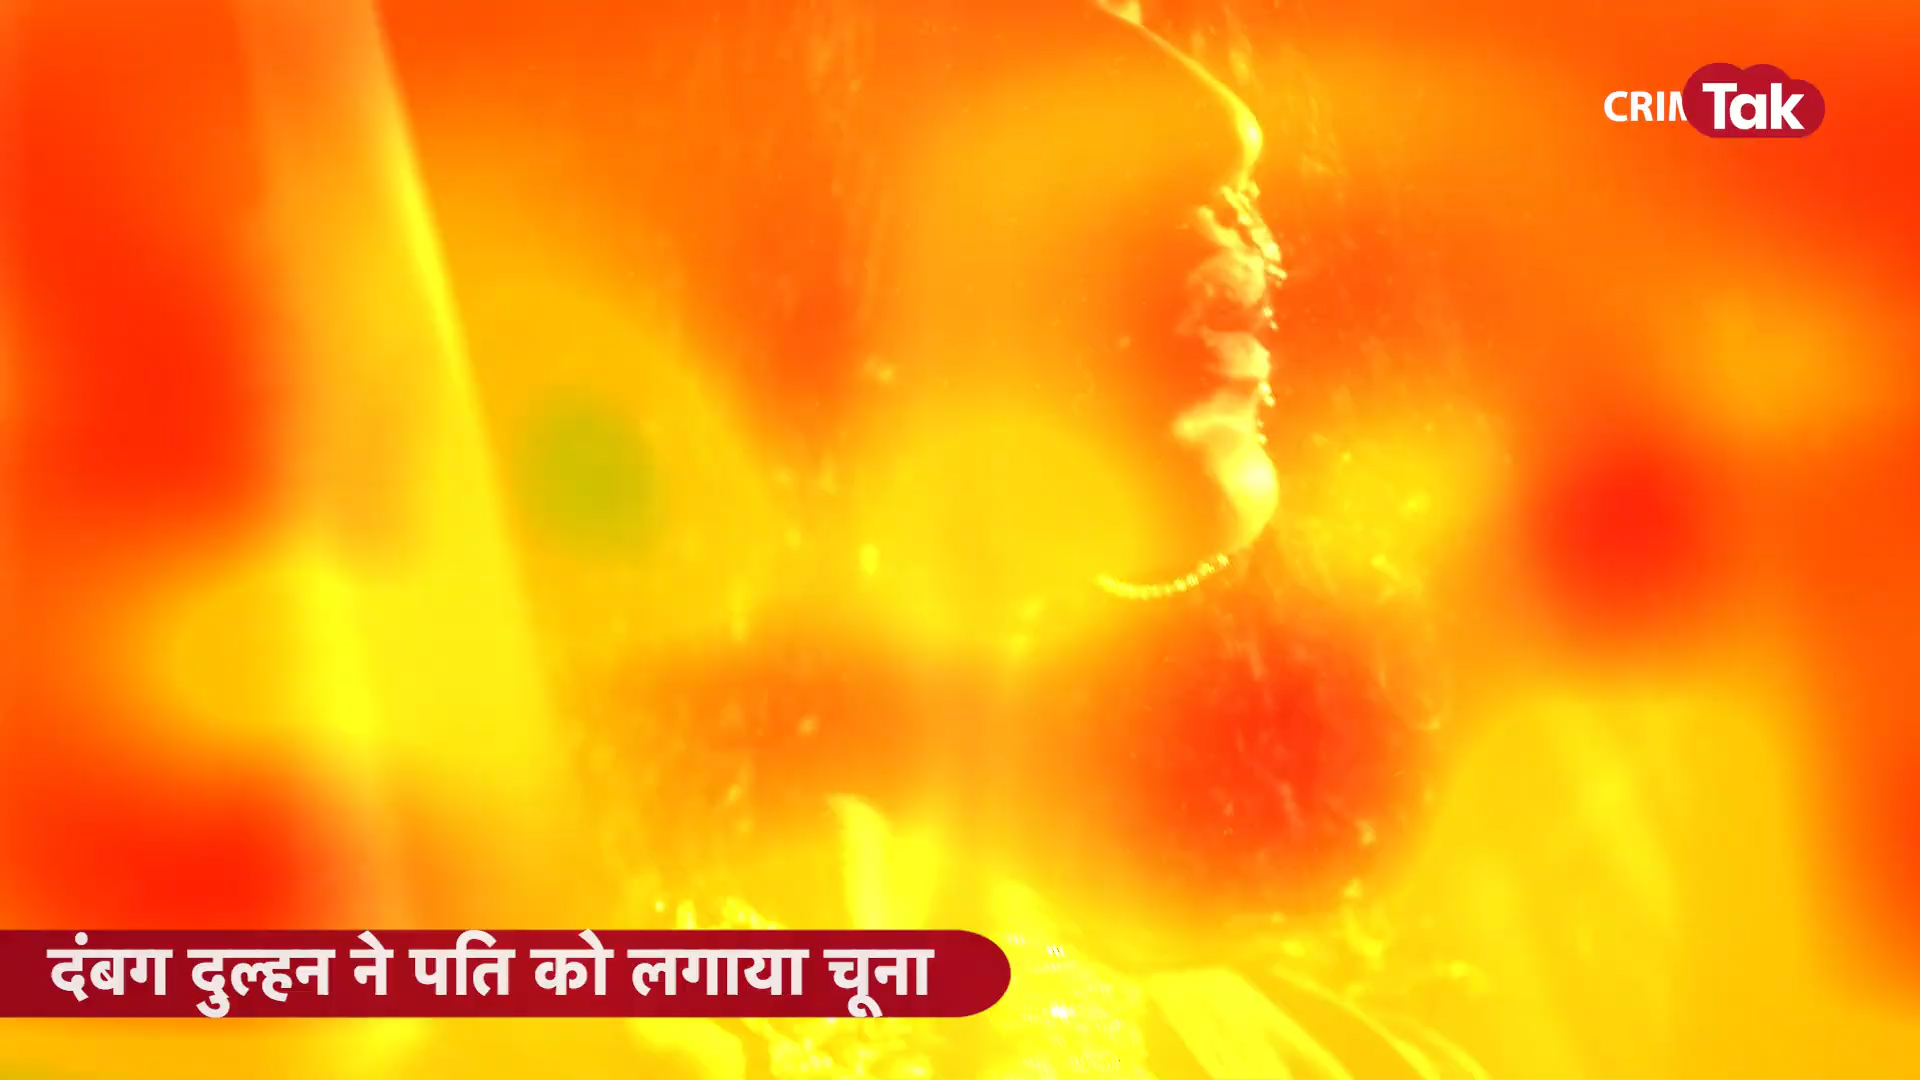 CRIM Tak
दंबग दुल्हन ने पति को लगाया चूना